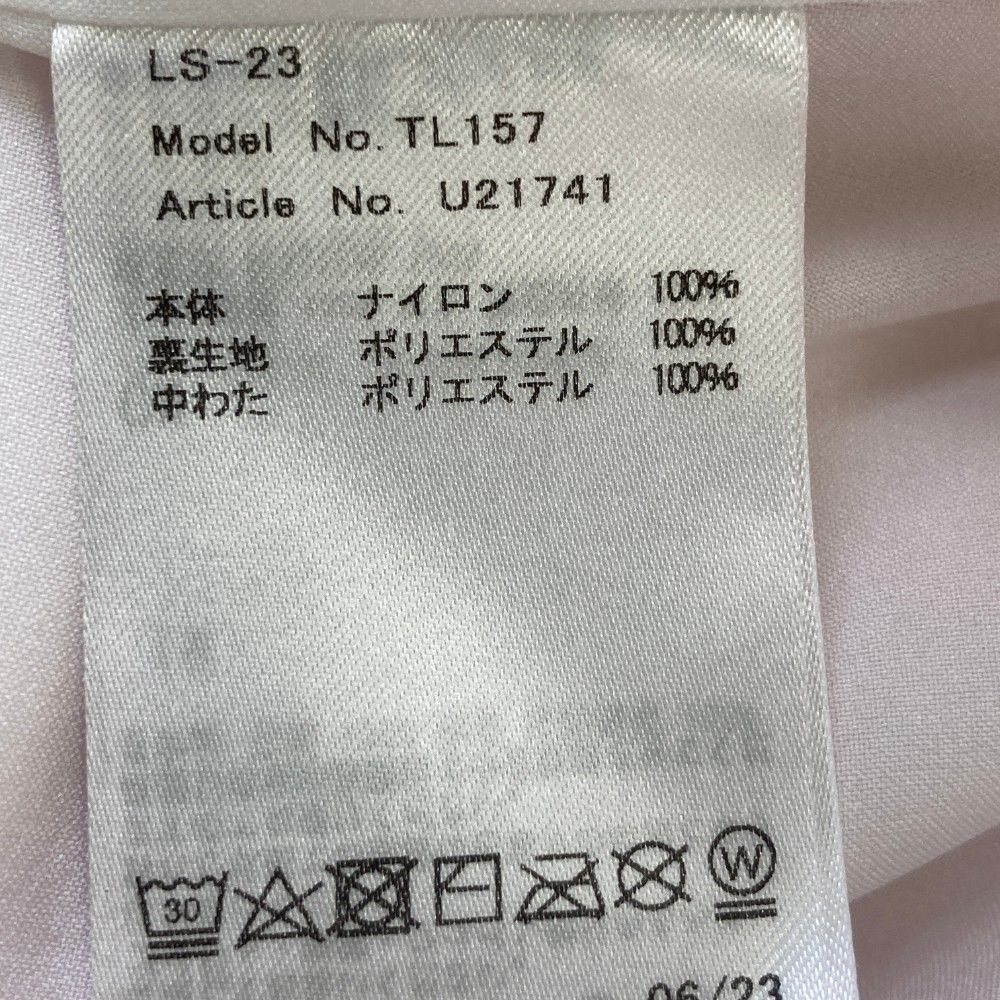 LS-23
Model No. TL157
Article No. U21741
本体 ナイロン 100%
裏生地 ポリエステル 100%
中わた ポリエステル 100%
30 W
06/23